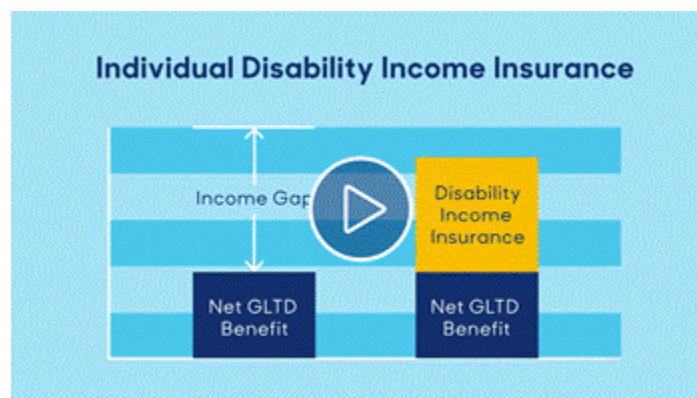 Individual Disability Income Insurance
Income Gap
Disability
Income
Insurance
Net GLTD
Benefit
Net GLTD
Benefit